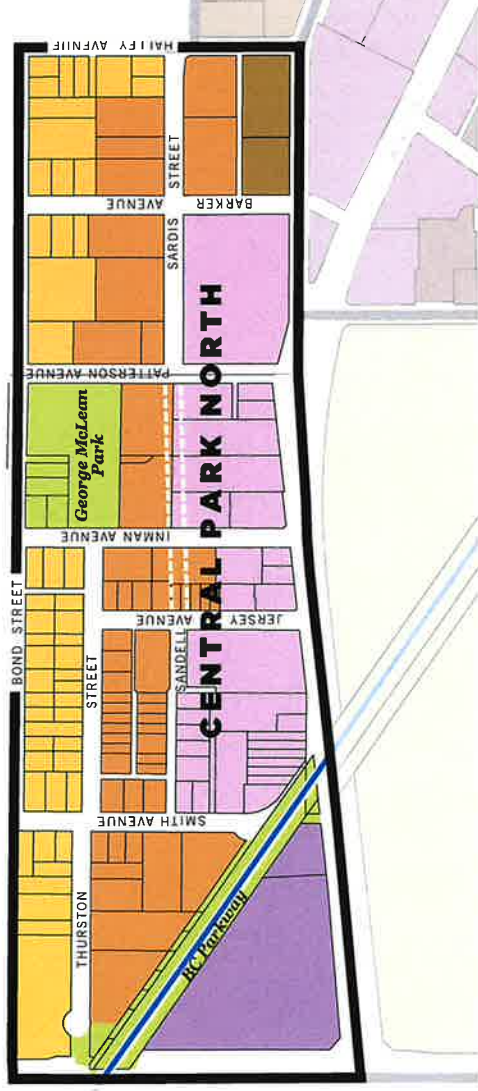 HALLEY AVENUE
STREET
BARKER
AVENUE
SARDIS
CENTRAL PARK NORTH
PATTERSON AVENUE
George McLean
Park
INMAN AVENUE
BOND STREET
STREET
SANDELL
JERSEY
AVENUE
SMITH AVENUE
THURSTON
BC Parkway